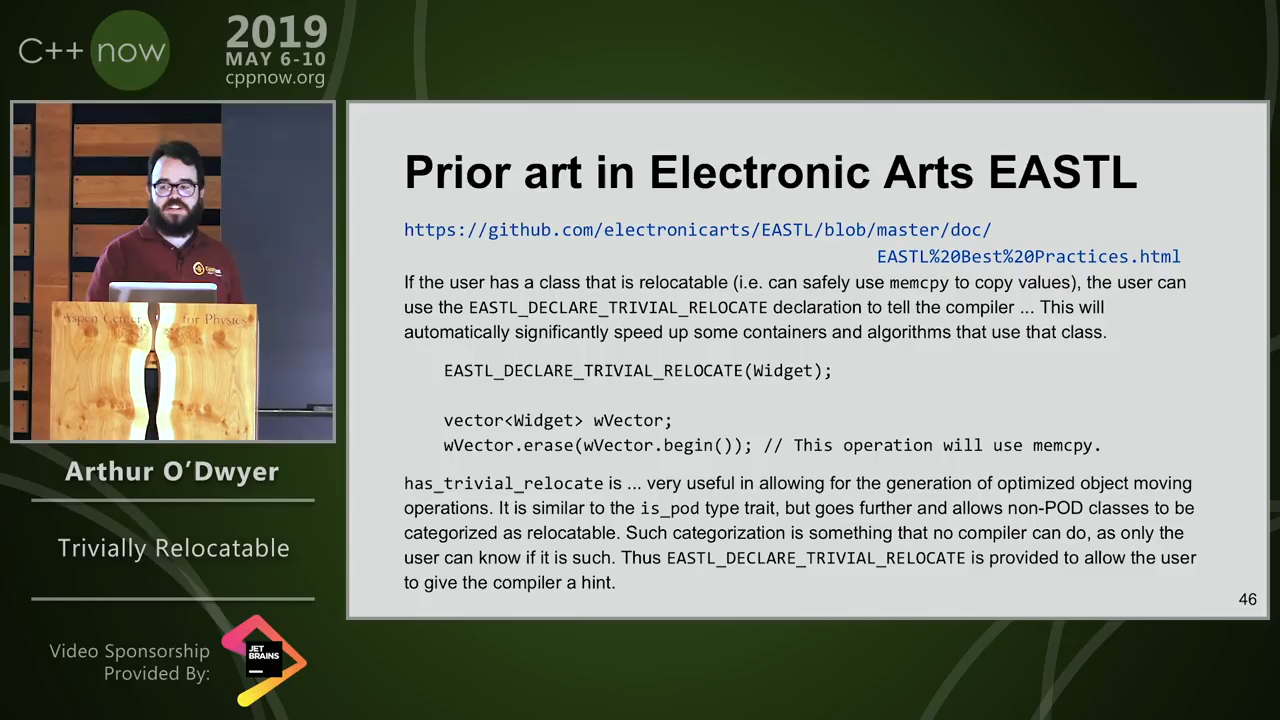 C++ now
2019
MAY 6-10
cppnow.org
Aspen Center for Physics
Arthur O’Dwyer
Trivially Relocatable
Video Sponsorship
Provided By:
JET
BRAINS
Prior art in Electronic Arts EASTL
https://github.com/electronicarts/EASTL/blob/master/doc/
EASTL%20Best%20Practices.html
If the user has a class that is relocatable (i.e. can safely use memcpy to copy values), the user can
use the EASTL_DECLARE_TRIVIAL_RELOCATE declaration to tell the compiler ... This will
automatically significantly speed up some containers and algorithms that use that class.
EASTL_DECLARE_TRIVIAL_RELOCATE(Widget);
vector<Widget> wVector;
wVector.erase(wVector.begin()); // This operation will use memcpy.
has_trivial_relocate is ... very useful in allowing for the generation of optimized object moving
operations. It is similar to the is_pod type trait, but goes further and allows non-POD classes to be
categorized as relocatable. Such categorization is something that no compiler can do, as only the
user can know if it is such. Thus EASTL_DECLARE_TRIVIAL_RELOCATE is provided to allow the user
to give the compiler a hint.
46